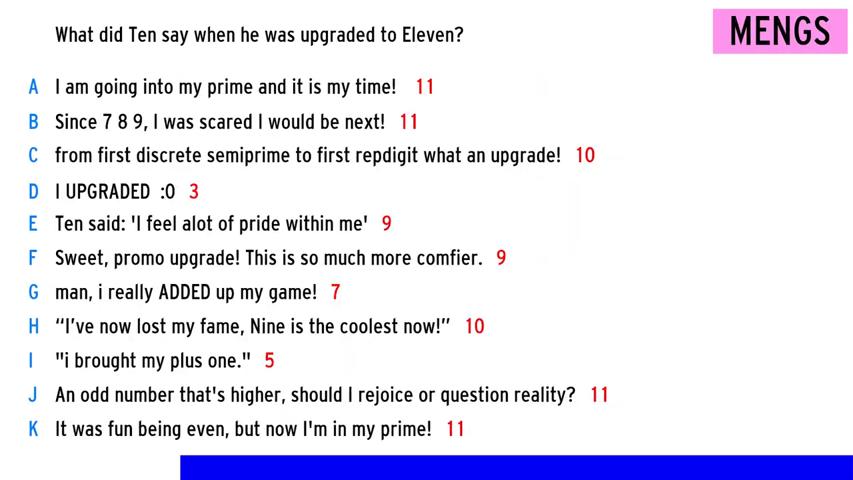 What did Ten say when he was upgraded to Eleven?
MENGS
A I am going into my prime and it is my time! 11
B Since 7 8 9, I was scared I would be next! 11
C from first discrete semiprime to first repdigit what an upgrade! 10
D I UPGRADED :O 3
E Ten said: 'I feel alot of pride within me' 9
F Sweet, promo upgrade! This is so much more comfier. 9
G man, i really ADDED up my game! 7
H “I’ve now lost my fame, Nine is the coolest now!” 10
I "i brought my plus one." 5
J An odd number that's higher, should I rejoice or question reality? 11
K It was fun being even, but now I'm in my prime! 11